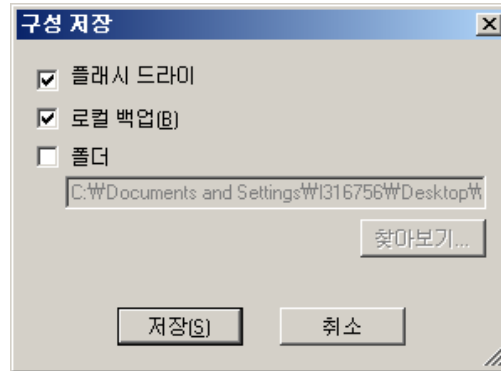 구성 저장
플래시 드라이
로컬 백업(B)
폴더
C:₩Documents and Settings₩I316756₩Desktop₩
찾아보기...
저장(S) 취소